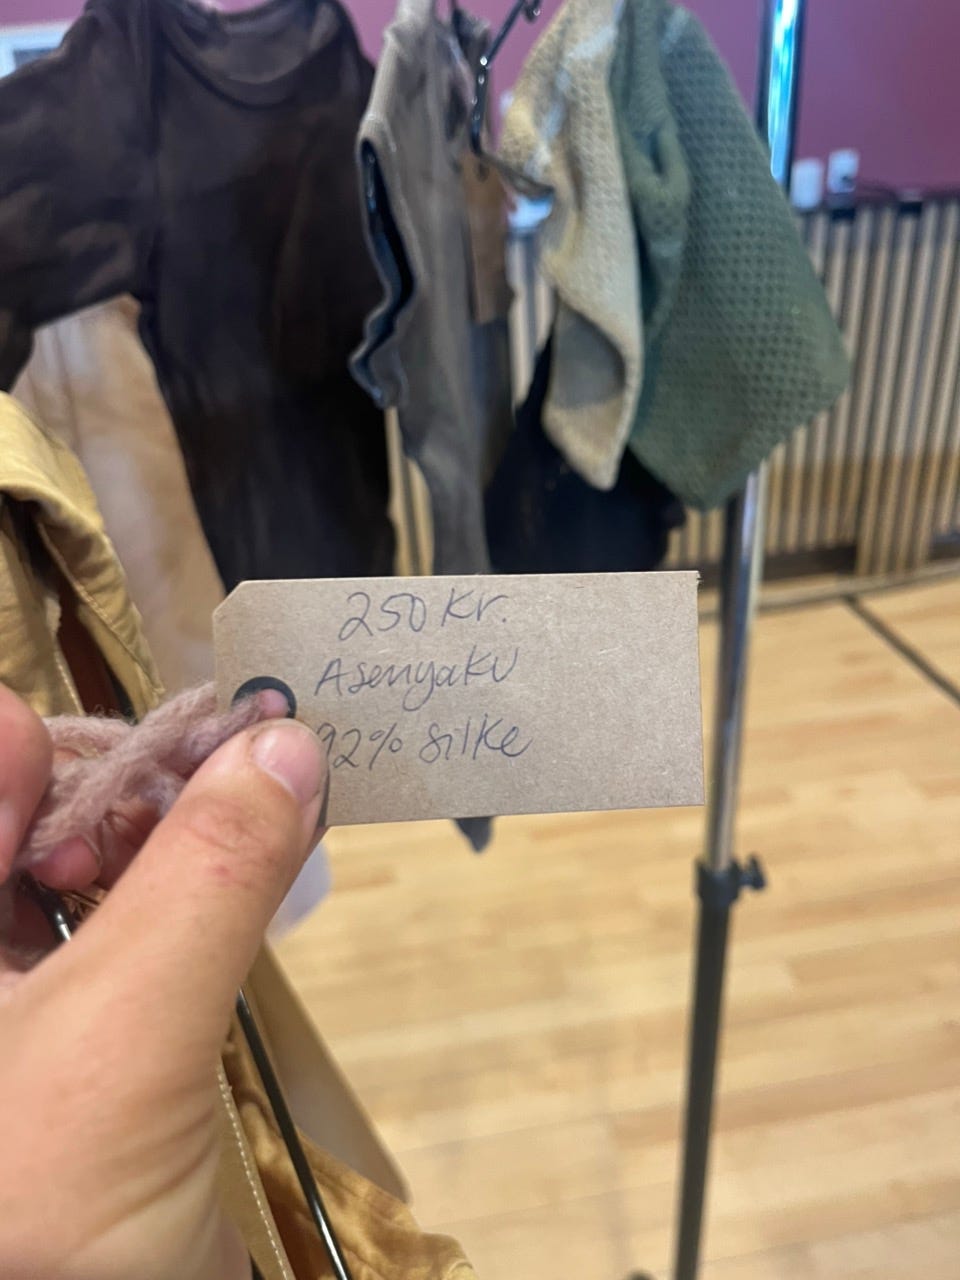 250 Kr.
Asenyaku
92% silke